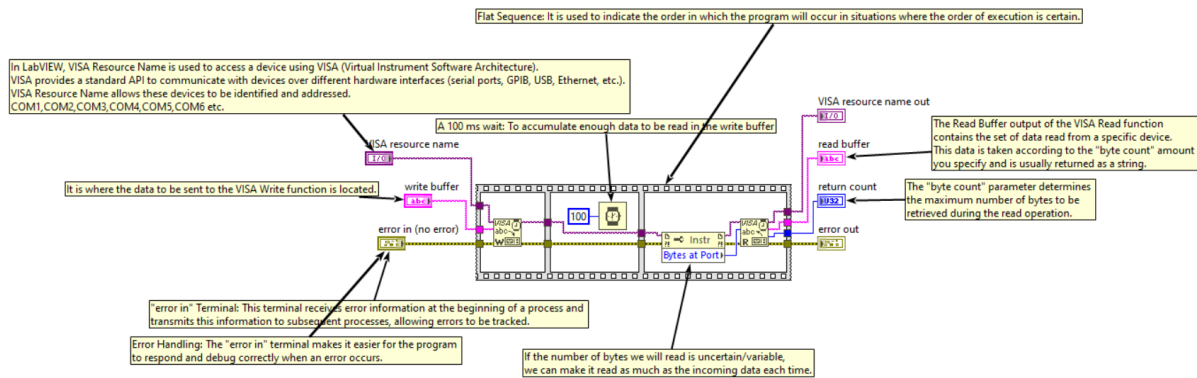 Flat Sequence: It is used to indicate the order in which the program will occur in situations where the order of execution is certain.
In LabVIEW, VISA Resource Name is used to access a device using VISA (Virtual Instrument Software Architecture).
VISA provides a standard API to communicate with devices over different hardware interfaces (serial ports, GPIB, USB, Ethernet, etc.).
VISA Resource Name allows these devices to be identified and addressed.
COM1,COM2,COM3,COM4,COM5,COM6 etc.
VISA resource name out
I/O
A 100 ms wait: To accumulate enough data to be read in the write buffer
The Read Buffer output of the VISA Read function
contains the set of data read from a specific device.
This data is taken according to the "byte count" amount
you specify and is usually returned as a string.
VISA resource name
I/O
read buffer
abc
It is where the data to be sent to the VISA Write function is located.
write buffer
abc
return count
U32
The "byte count" parameter determines
the maximum number of bytes to be
retrieved during the read operation.
100
VISA
abc
W
VISA
abc
R
Instr
Bytes at Port
error in (no error)
error out
"error in" Terminal: This terminal receives error information at the beginning of a process and
transmits this information to subsequent processes, allowing errors to be tracked.
Error Handling: The "error in" terminal makes it easier for the program
to respond and debug correctly when an error occurs.
If the number of bytes we will read is uncertain/variable,
we can make it read as much as the incoming data each time.